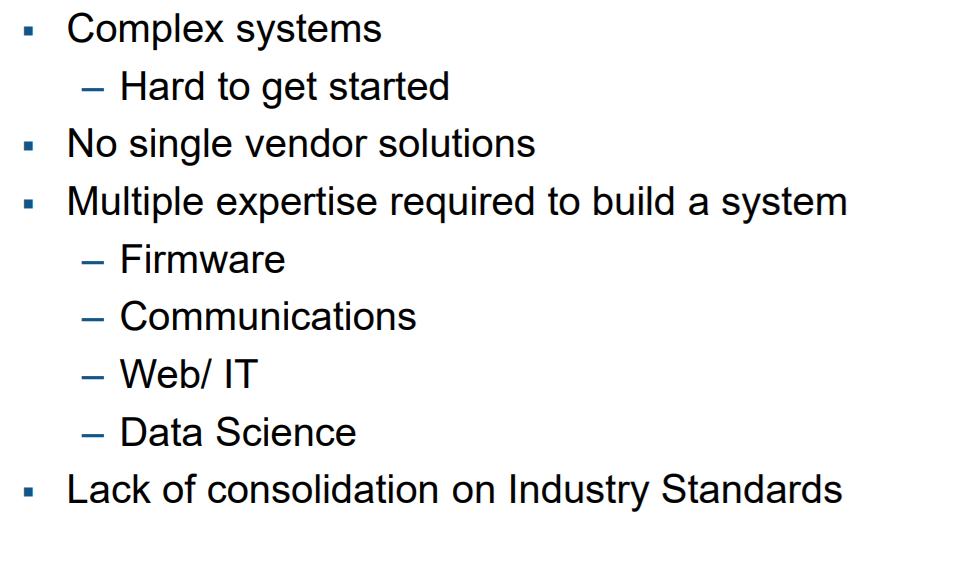 ▪ Complex systems
– Hard to get started
▪ No single vendor solutions
▪ Multiple expertise required to build a system
– Firmware
– Communications
– Web/ IT
– Data Science
▪ Lack of consolidation on Industry Standards